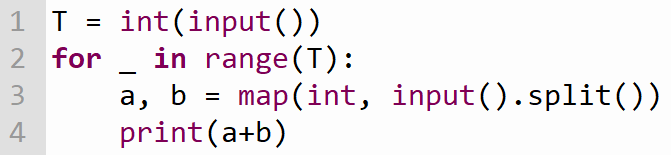 1 T = int(input())
2 for _ in range(T):
3     a, b = map(int, input().split())
4     print(a+b)